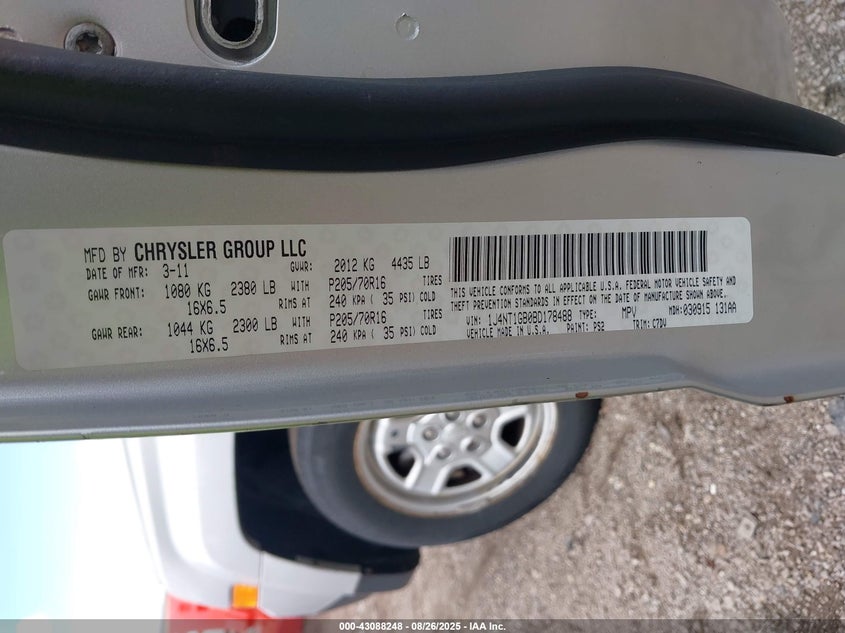 MFD BY CHRYSLER GROUP LLC
DATE OF MFR: 3-11 GVWR: 2012 KG 4435 LB
GAWR FRONT: 1080 KG 2380 LB WITH P205/70R16 TIRES
16X6.5 RIMS AT 240 KPA ( 35 PSI) COLD
GAWR REAR: 1044 KG 2300 LB WITH P205/70R16 TIRES
16X6.5 RIMS AT 240 KPA ( 35 PSI) COLD
THIS VEHICLE CONFORMS TO ALL APPLICABLE U.S.A. FEDERAL MOTOR VEHICLE SAFETY AND
THEFT PREVENTION STANDARDS IN EFFECT ON THE DATE OF MANUFACTURE SHOWN ABOVE.
VIN: 1J4NT1GB0BD178488 TYPE: MPV MDH: 030915 131AA
VEHICLE MADE IN U.S.A. PAINT: PS2 TRIM: C7DV
000-43088248 - 08/26/2025 - IAA Inc.